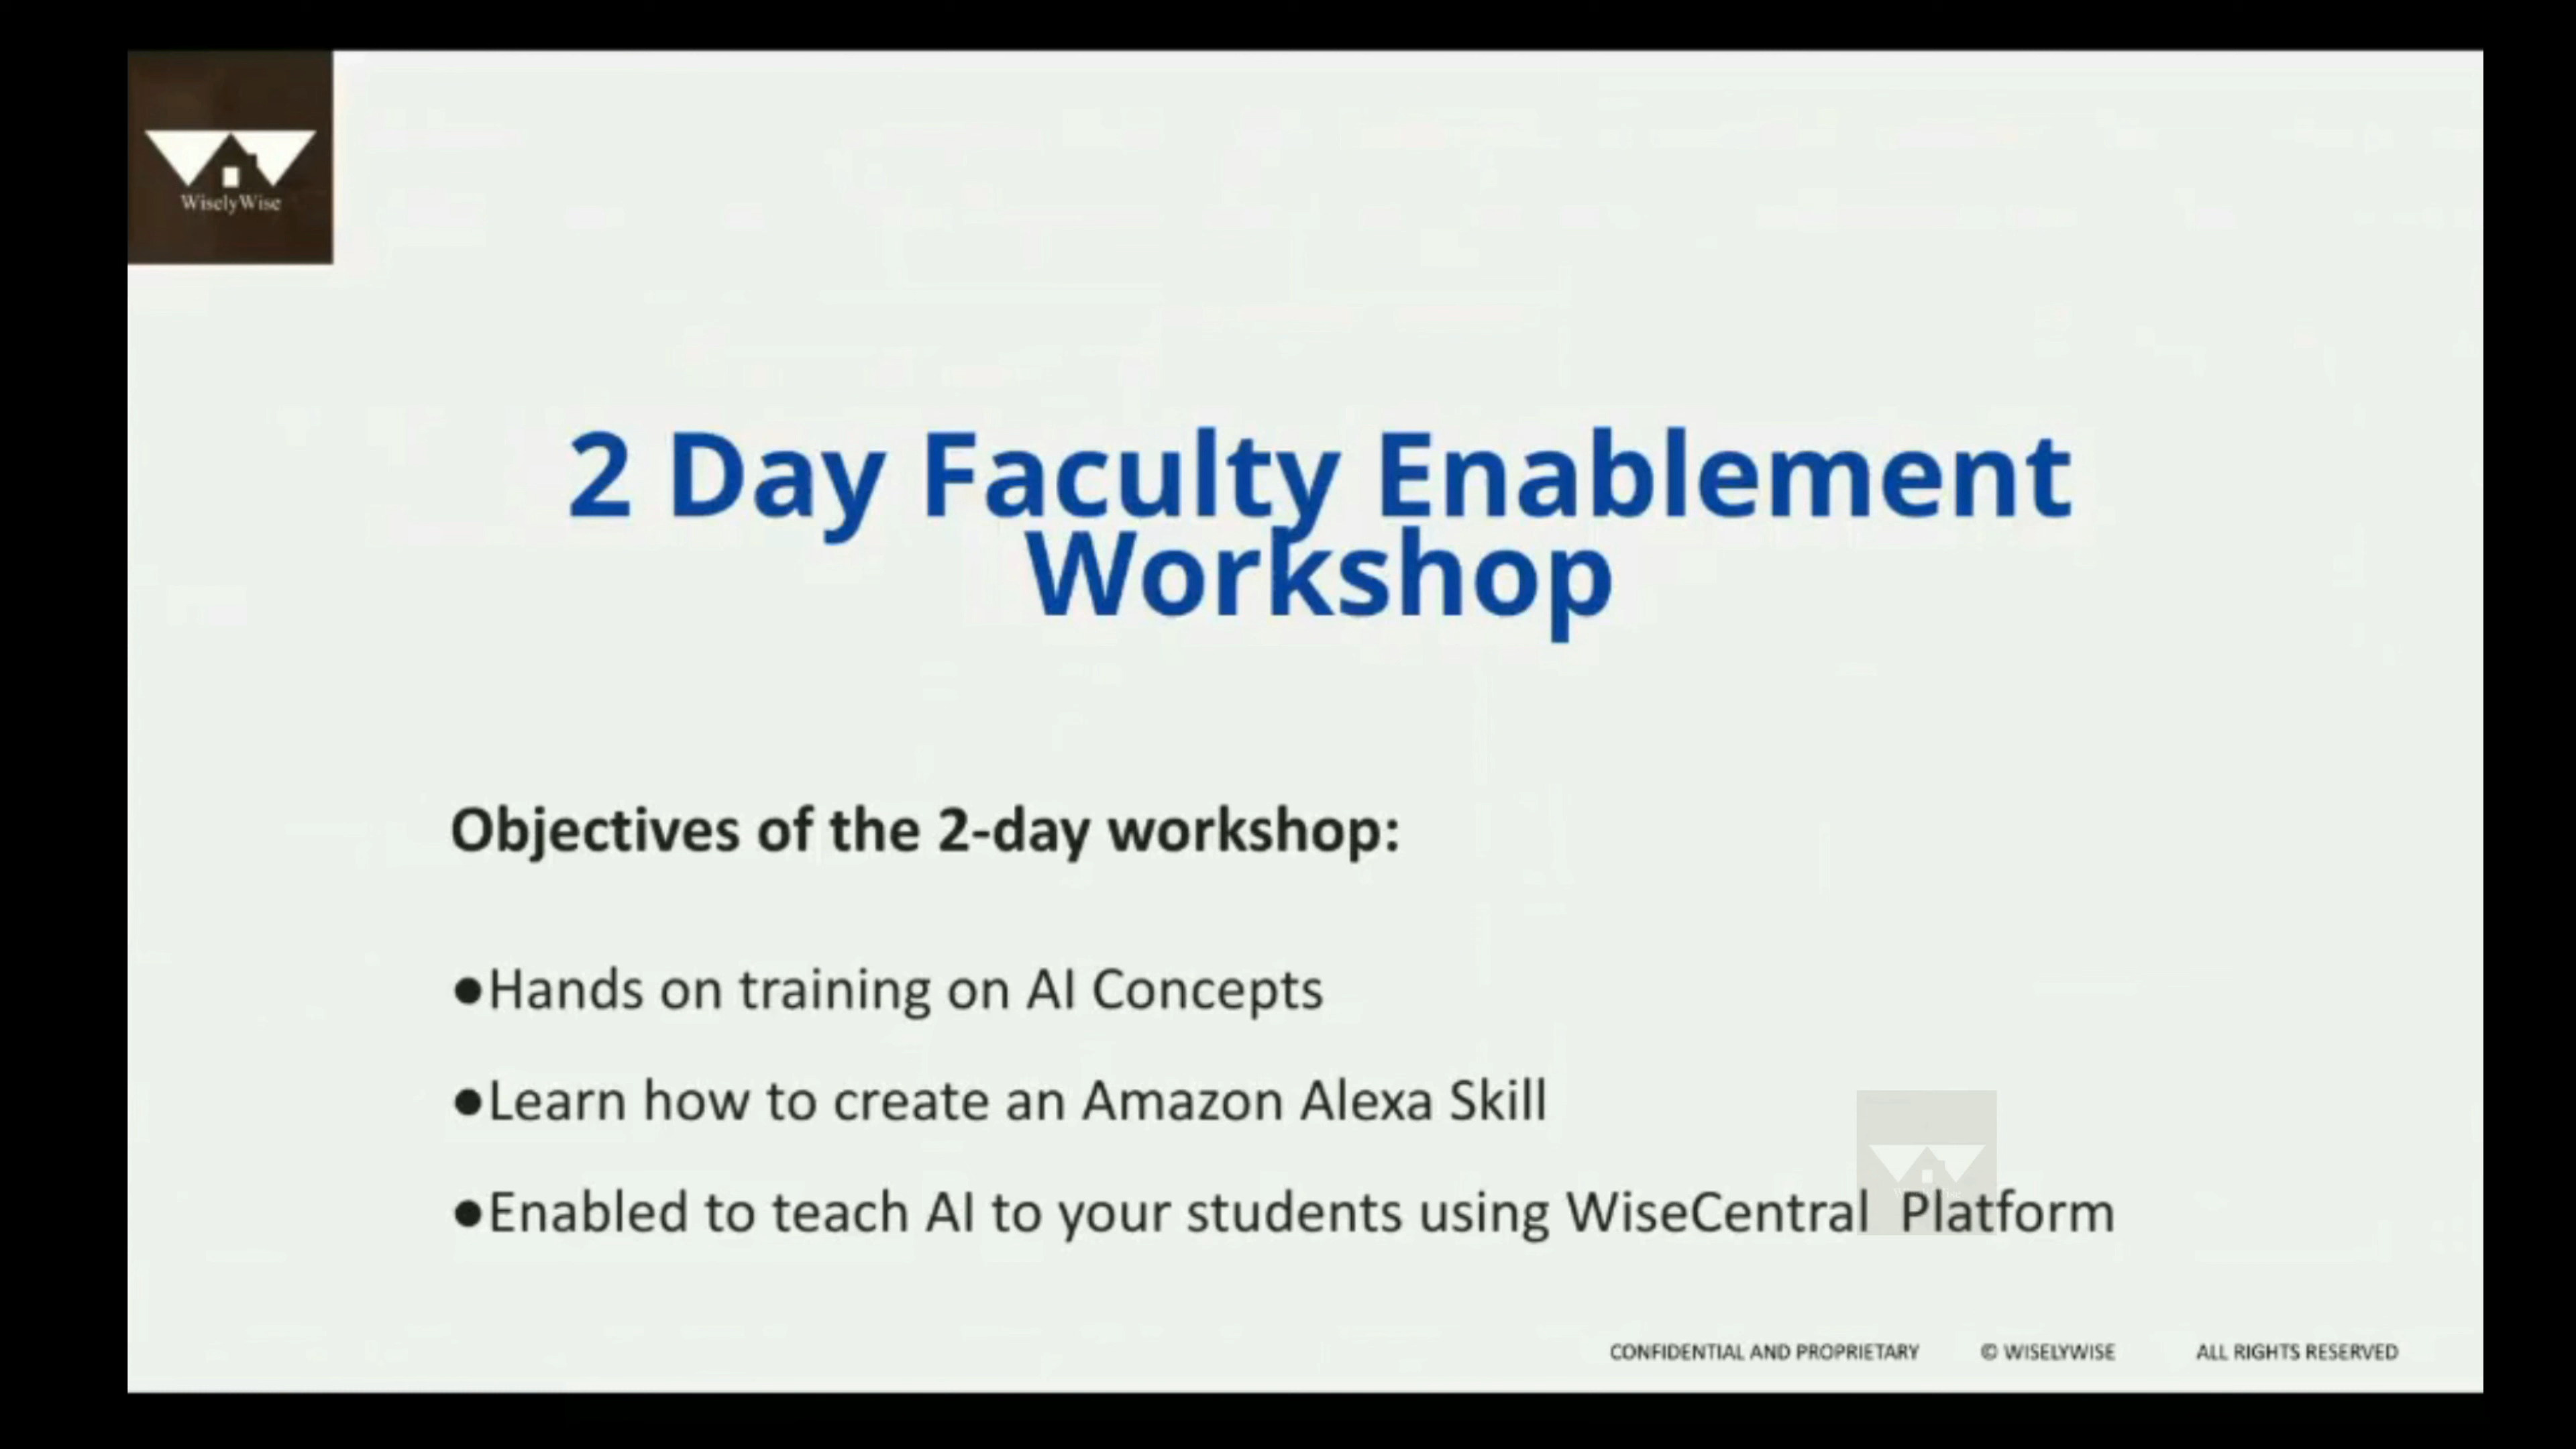 WiselyWise
2 Day Faculty Enablement
Workshop
Objectives of the 2-day workshop:
●Hands on training on AI Concepts
●Learn how to create an Amazon Alexa Skill
●Enabled to teach AI to your students using WiseCentral Platform
CONFIDENTIAL AND PROPRIETARY © WISELYWISE ALL RIGHTS RESERVED